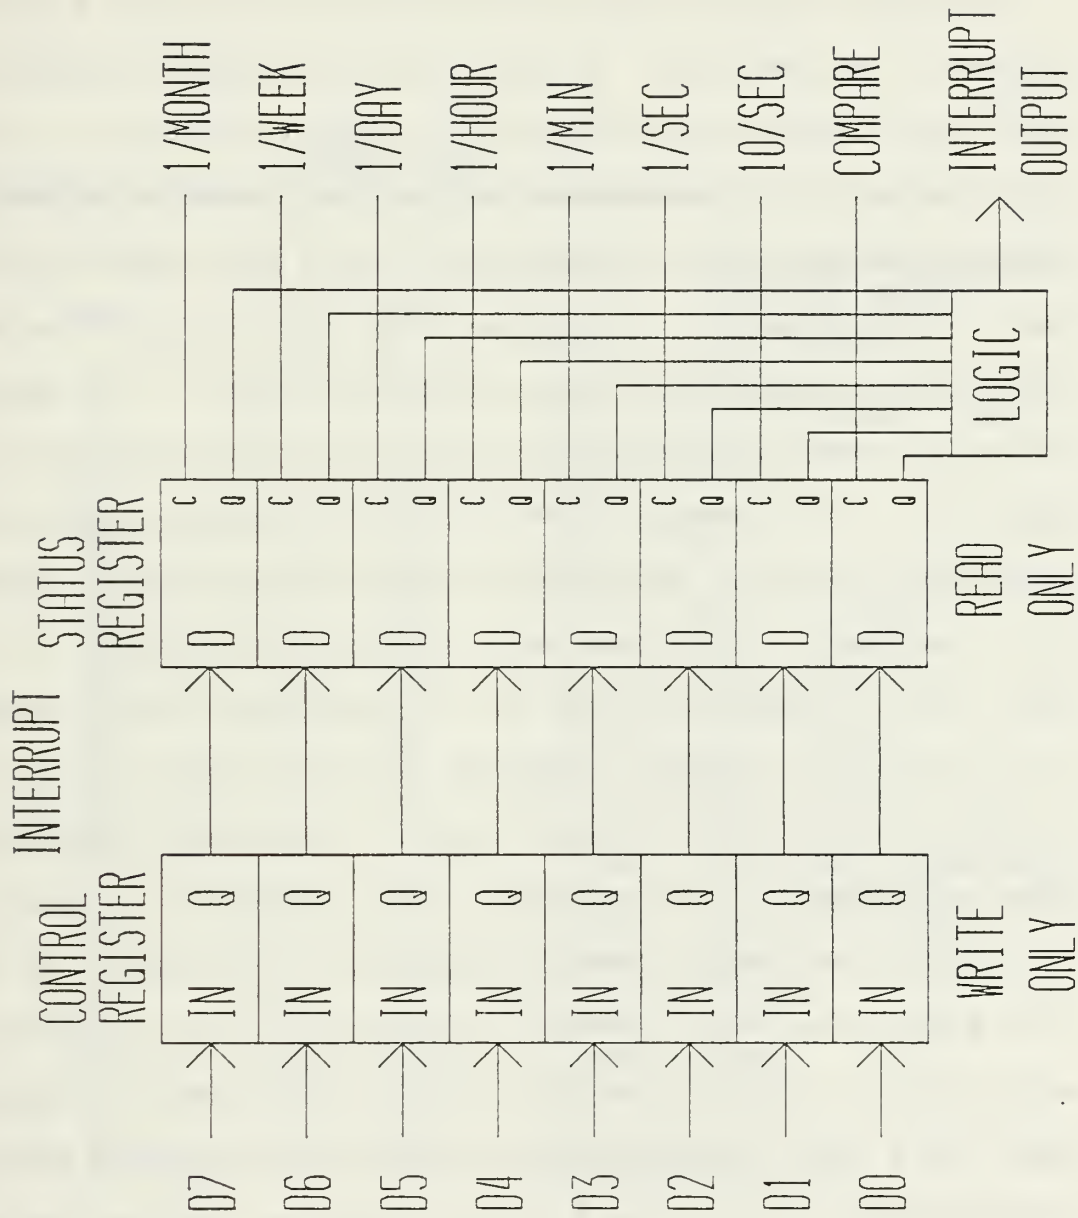 INTERRUPT
CONTROL
REGISTER
STATUS
REGISTER
D7 IN Q D C 1/MONTH
Q
D6 IN Q D C 1/WEEK
Q
D5 IN Q D C 1/DAY
Q
D4 IN Q D C 1/HOUR
Q
D3 IN Q D C 1/MIN
Q
D2 IN Q D C 1/SEC
Q
D1 IN Q D C 10/SEC
Q
D0 IN Q D C COMPARE
Q
WRITE
ONLY
READ
ONLY
LOGIC
INTERRUPT
OUTPUT